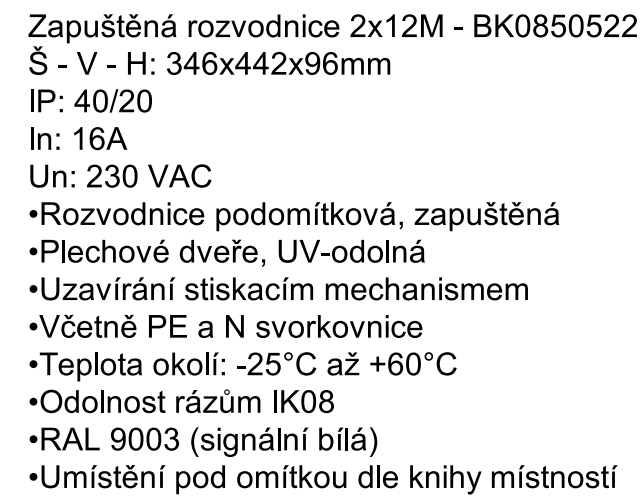 Zapuštěná rozvodnice 2x12M - BK0850522
Š - V - H: 346x442x96mm
IP: 40/20
In: 16A
Un: 230 VAC
•Rozvodnice podomítková, zapuštěná
•Plechové dveře, UV-odolná
•Uzavírání stiskacím mechanismem
•Včetně PE a N svorkovnice
•Teplota okolí: -25°C až +60°C
•Odolnost rázům IK08
•RAL 9003 (signální bílá)
•Umístění pod omítkou dle knihy místností